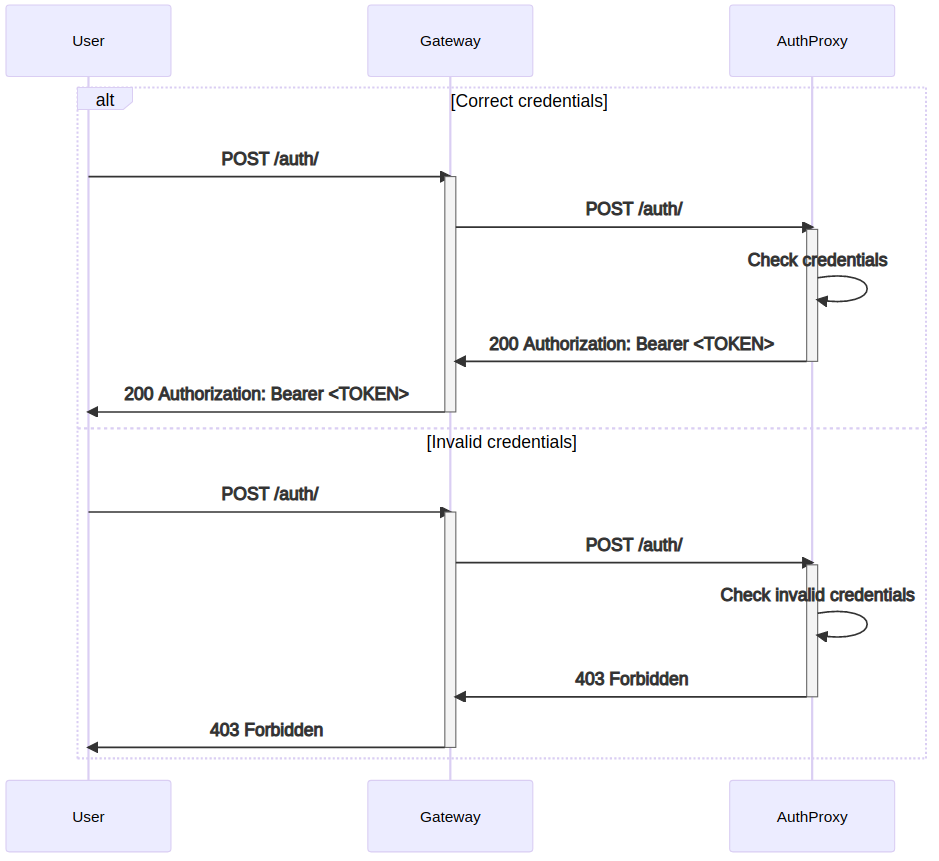 User
Gateway
AuthProxy
alt
[Correct credentials]
POST /auth/
POST /auth/
Check credentials
200 Authorization: Bearer <TOKEN>
200 Authorization: Bearer <TOKEN>
[Invalid credentials]
POST /auth/
POST /auth/
Check invalid credentials
403 Forbidden
403 Forbidden
User
Gateway
AuthProxy